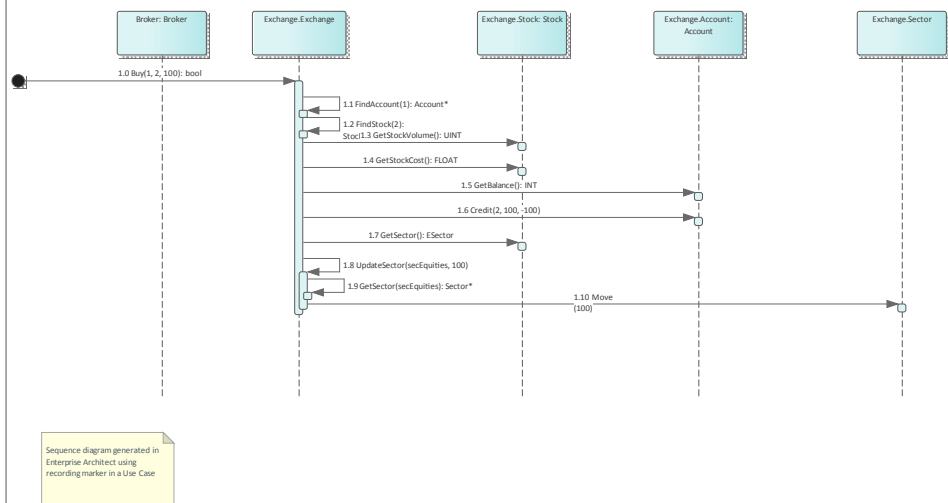 Broker: Broker
Exchange.Exchange
Exchange.Stock: Stock
Exchange.Account:
Account
Exchange.Sector
1.0 Buy(1, 2, 100): bool
1.1 FindAccount(1): Account*
1.2 FindStock(2):
1.3 GetStockVolume(): UINT
1.4 GetStockCost(): FLOAT
1.5 GetBalance(): INT
1.6 Credit(2, 100, -100)
1.7 GetSector(): ESector
1.8 UpdateSector(secEquities, 100)
1.9 GetSector(secEquities): Sector*
1.10 Move
(100)
Sequence diagram generated in
Enterprise Architect using
recording marker in a Use Case